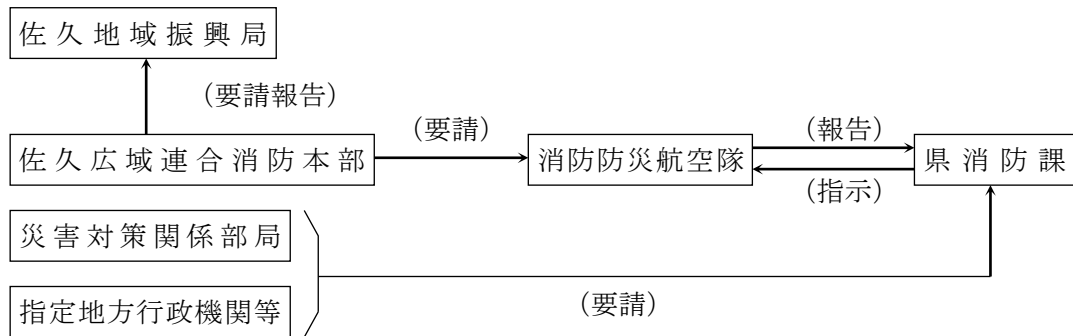 佐久地域振興局
（要請報告）
（要請）
（報告）
佐久広域連合消防本部
消防防災航空隊
県消防課
（指示）
災害対策関係部局
指定地方行政機関等
（要請）